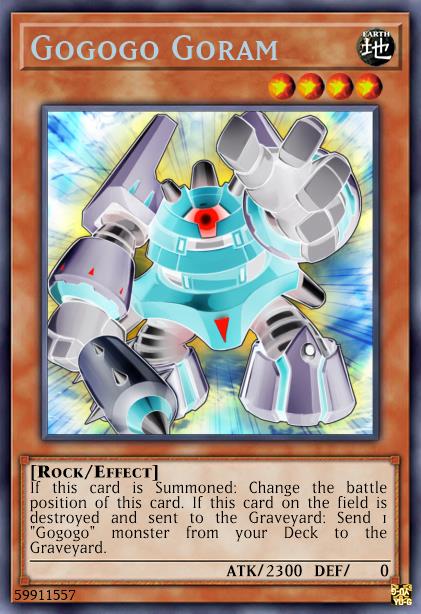 Gogogo Goram
EARTH
地
[Rock/Effect]
If this card is Summoned: Change the battle
position of this card. If this card on the field is
destroyed and sent to the Graveyard: Send 1
"Gogogo" monster from your Deck to the
Graveyard.
ATK/2300 DEF/ 0
59911557